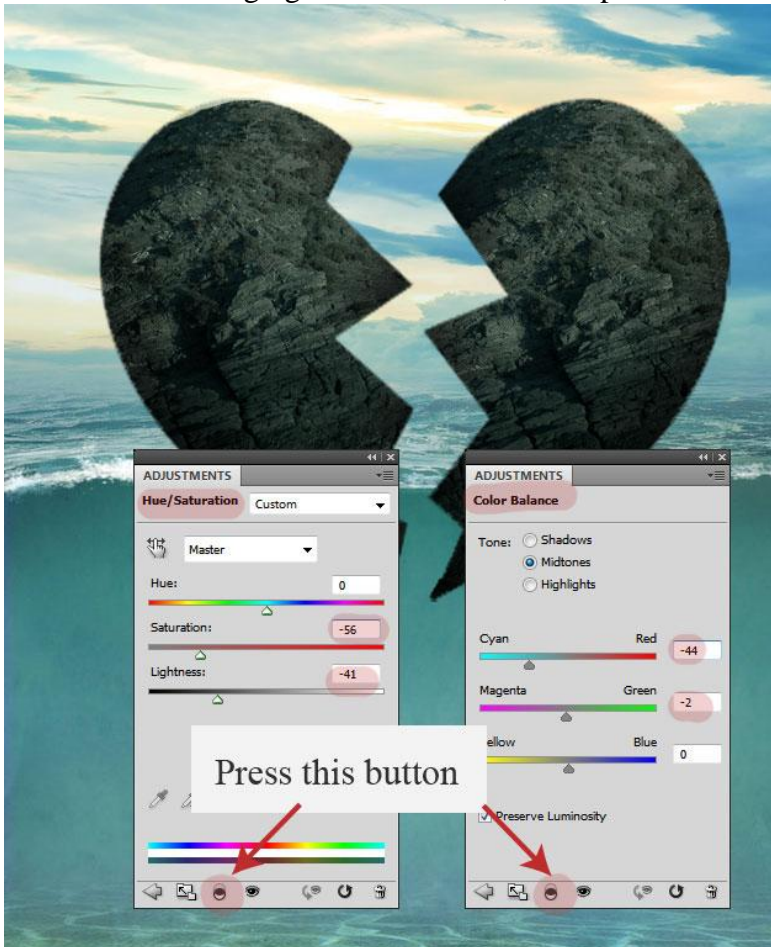 ADJUSTMENTS
Hue/Saturation Custom
Master
Hue: 0
Saturation: -56
Lightness: -41
ADJUSTMENTS
Color Balance
Tone: Shadows
Midtones
Highlights
Cyan Red -44
Magenta Green -2
ellow Blue 0
Preserve Luminosity
Press this button